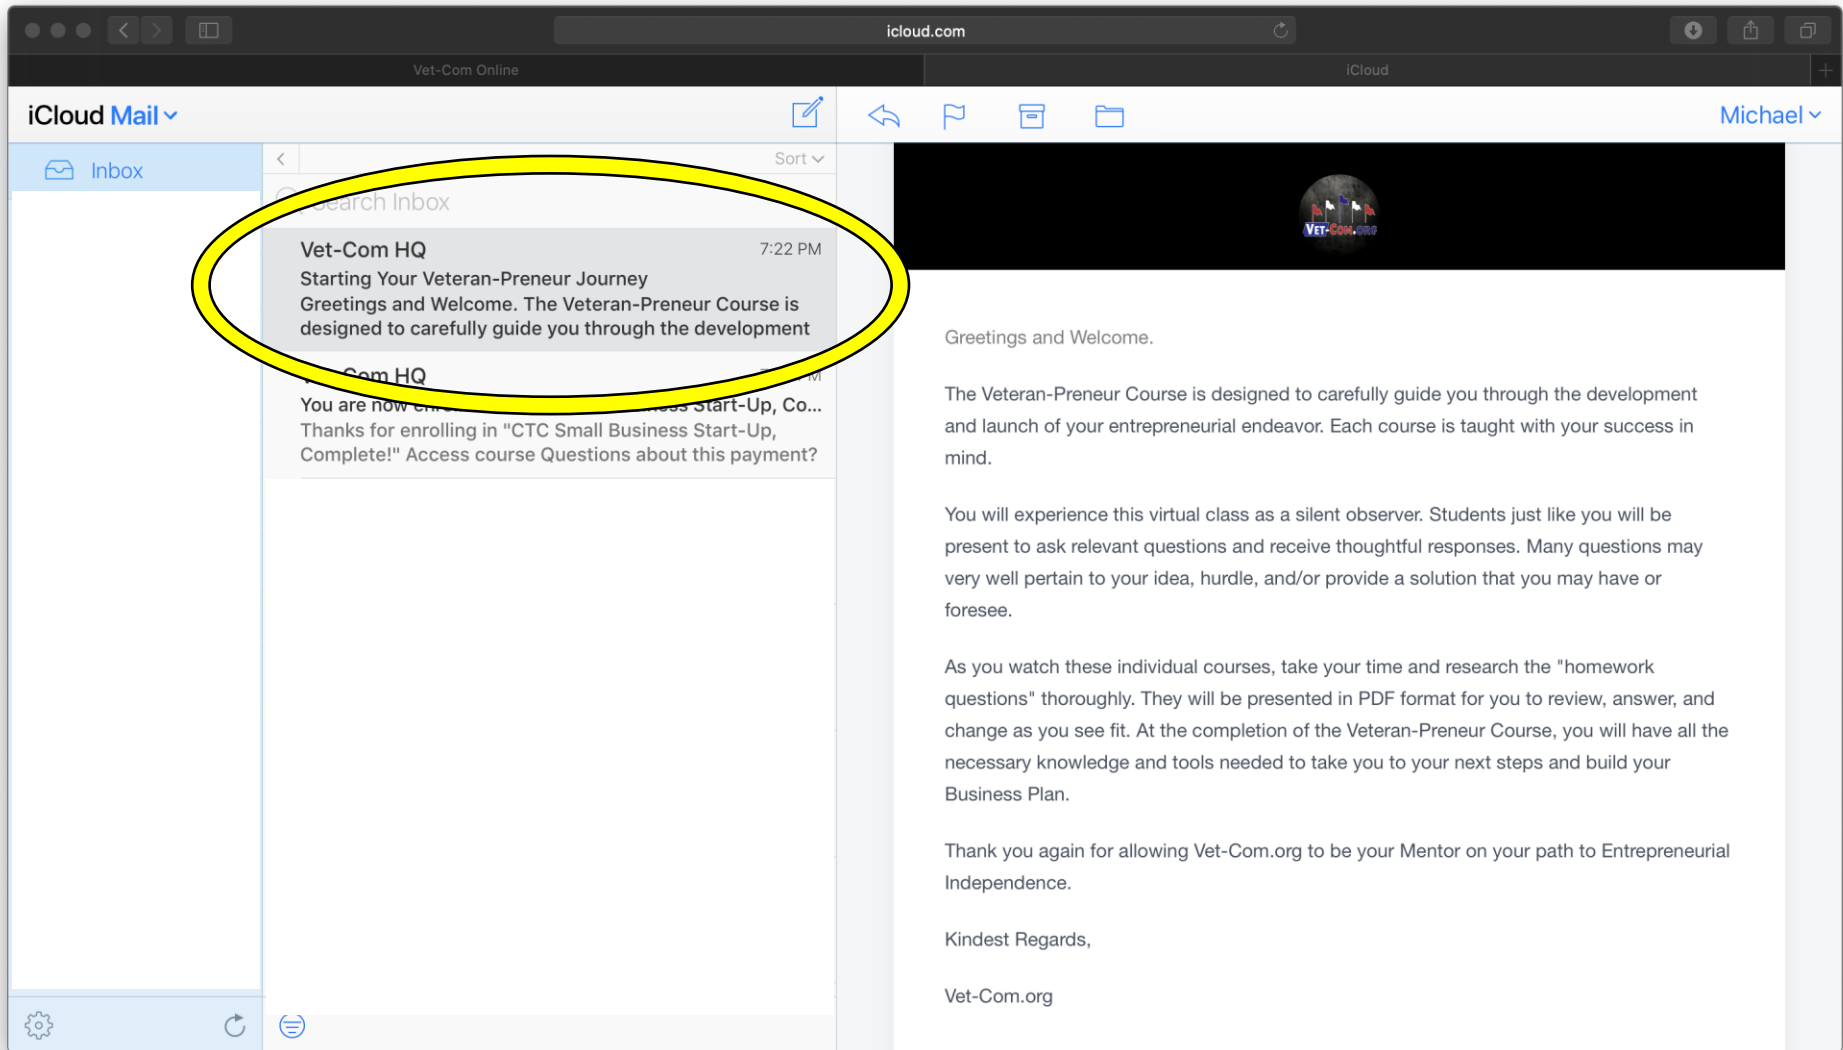 icloud.com
Vet-Com Online
iCloud
iCloud Mail
Michael
Inbox
Sort
Search Inbox
Vet-Com HQ 7:22 PM
Starting Your Veteran-Preneur Journey
Greetings and Welcome. The Veteran-Preneur Course is
designed to carefully guide you through the development
Com HQ
You are now Start-Up, Co...
Thanks for enrolling in "CTC Small Business Start-Up,
Complete!" Access course Questions about this payment?
VET-COM.ORG
Greetings and Welcome.
The Veteran-Preneur Course is designed to carefully guide you through the development
and launch of your entrepreneurial endeavor. Each course is taught with your success in
mind.
You will experience this virtual class as a silent observer. Students just like you will be
present to ask relevant questions and receive thoughtful responses. Many questions may
very well pertain to your idea, hurdle, and/or provide a solution that you may have or
foresee.
As you watch these individual courses, take your time and research the "homework
questions" thoroughly. They will be presented in PDF format for you to review, answer, and
change as you see fit. At the completion of the Veteran-Preneur Course, you will have all the
necessary knowledge and tools needed to take you to your next steps and build your
Business Plan.
Thank you again for allowing Vet-Com.org to be your Mentor on your path to Entrepreneurial
Independence.
Kindest Regards,
Vet-Com.org